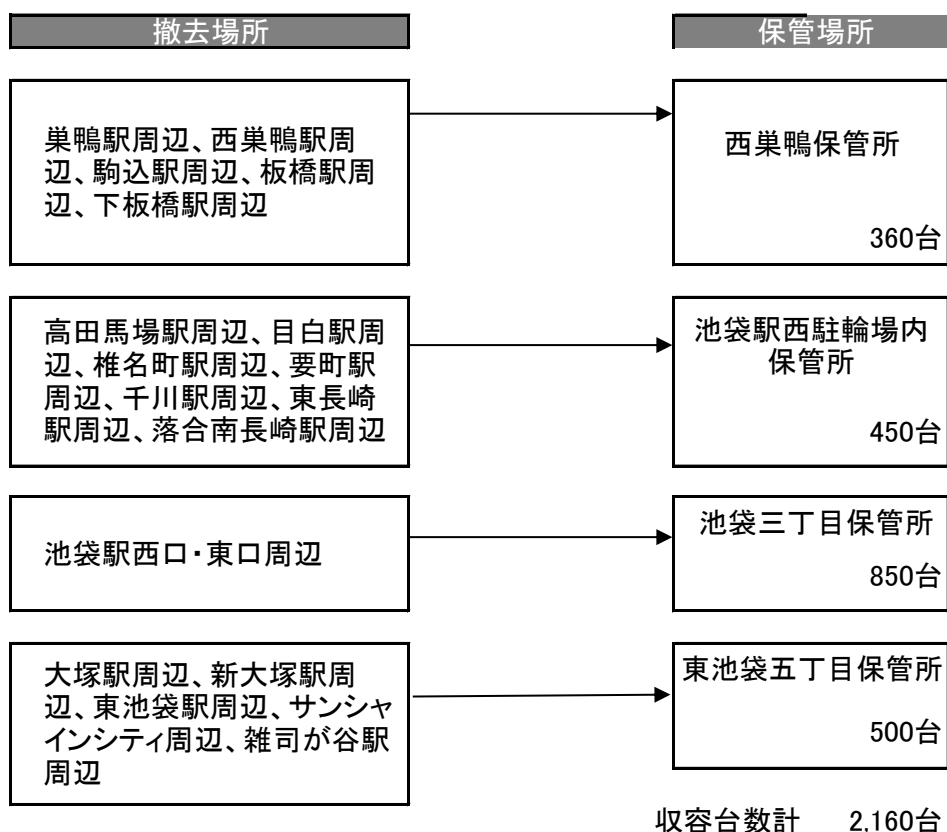 撤去場所
保管場所
巣鴨駅周辺、西巣鴨駅周
辺、駒込駅周辺、板橋駅周
辺、下板橋駅周辺
西巣鴨保管所
360台
高田馬場駅周辺、目白駅周
辺、椎名町駅周辺、要町駅
周辺、千川駅周辺、東長崎
駅周辺、落合南長崎駅周辺
池袋駅西駐輪場内
保管所
450台
池袋駅西口・東口周辺
池袋三丁目保管所
850台
大塚駅周辺、新大塚駅周
辺、東池袋駅周辺、サンシャ
インシティ周辺、雑司が谷駅
周辺
東池袋五丁目保管所
500台
収容台数計 2,160台